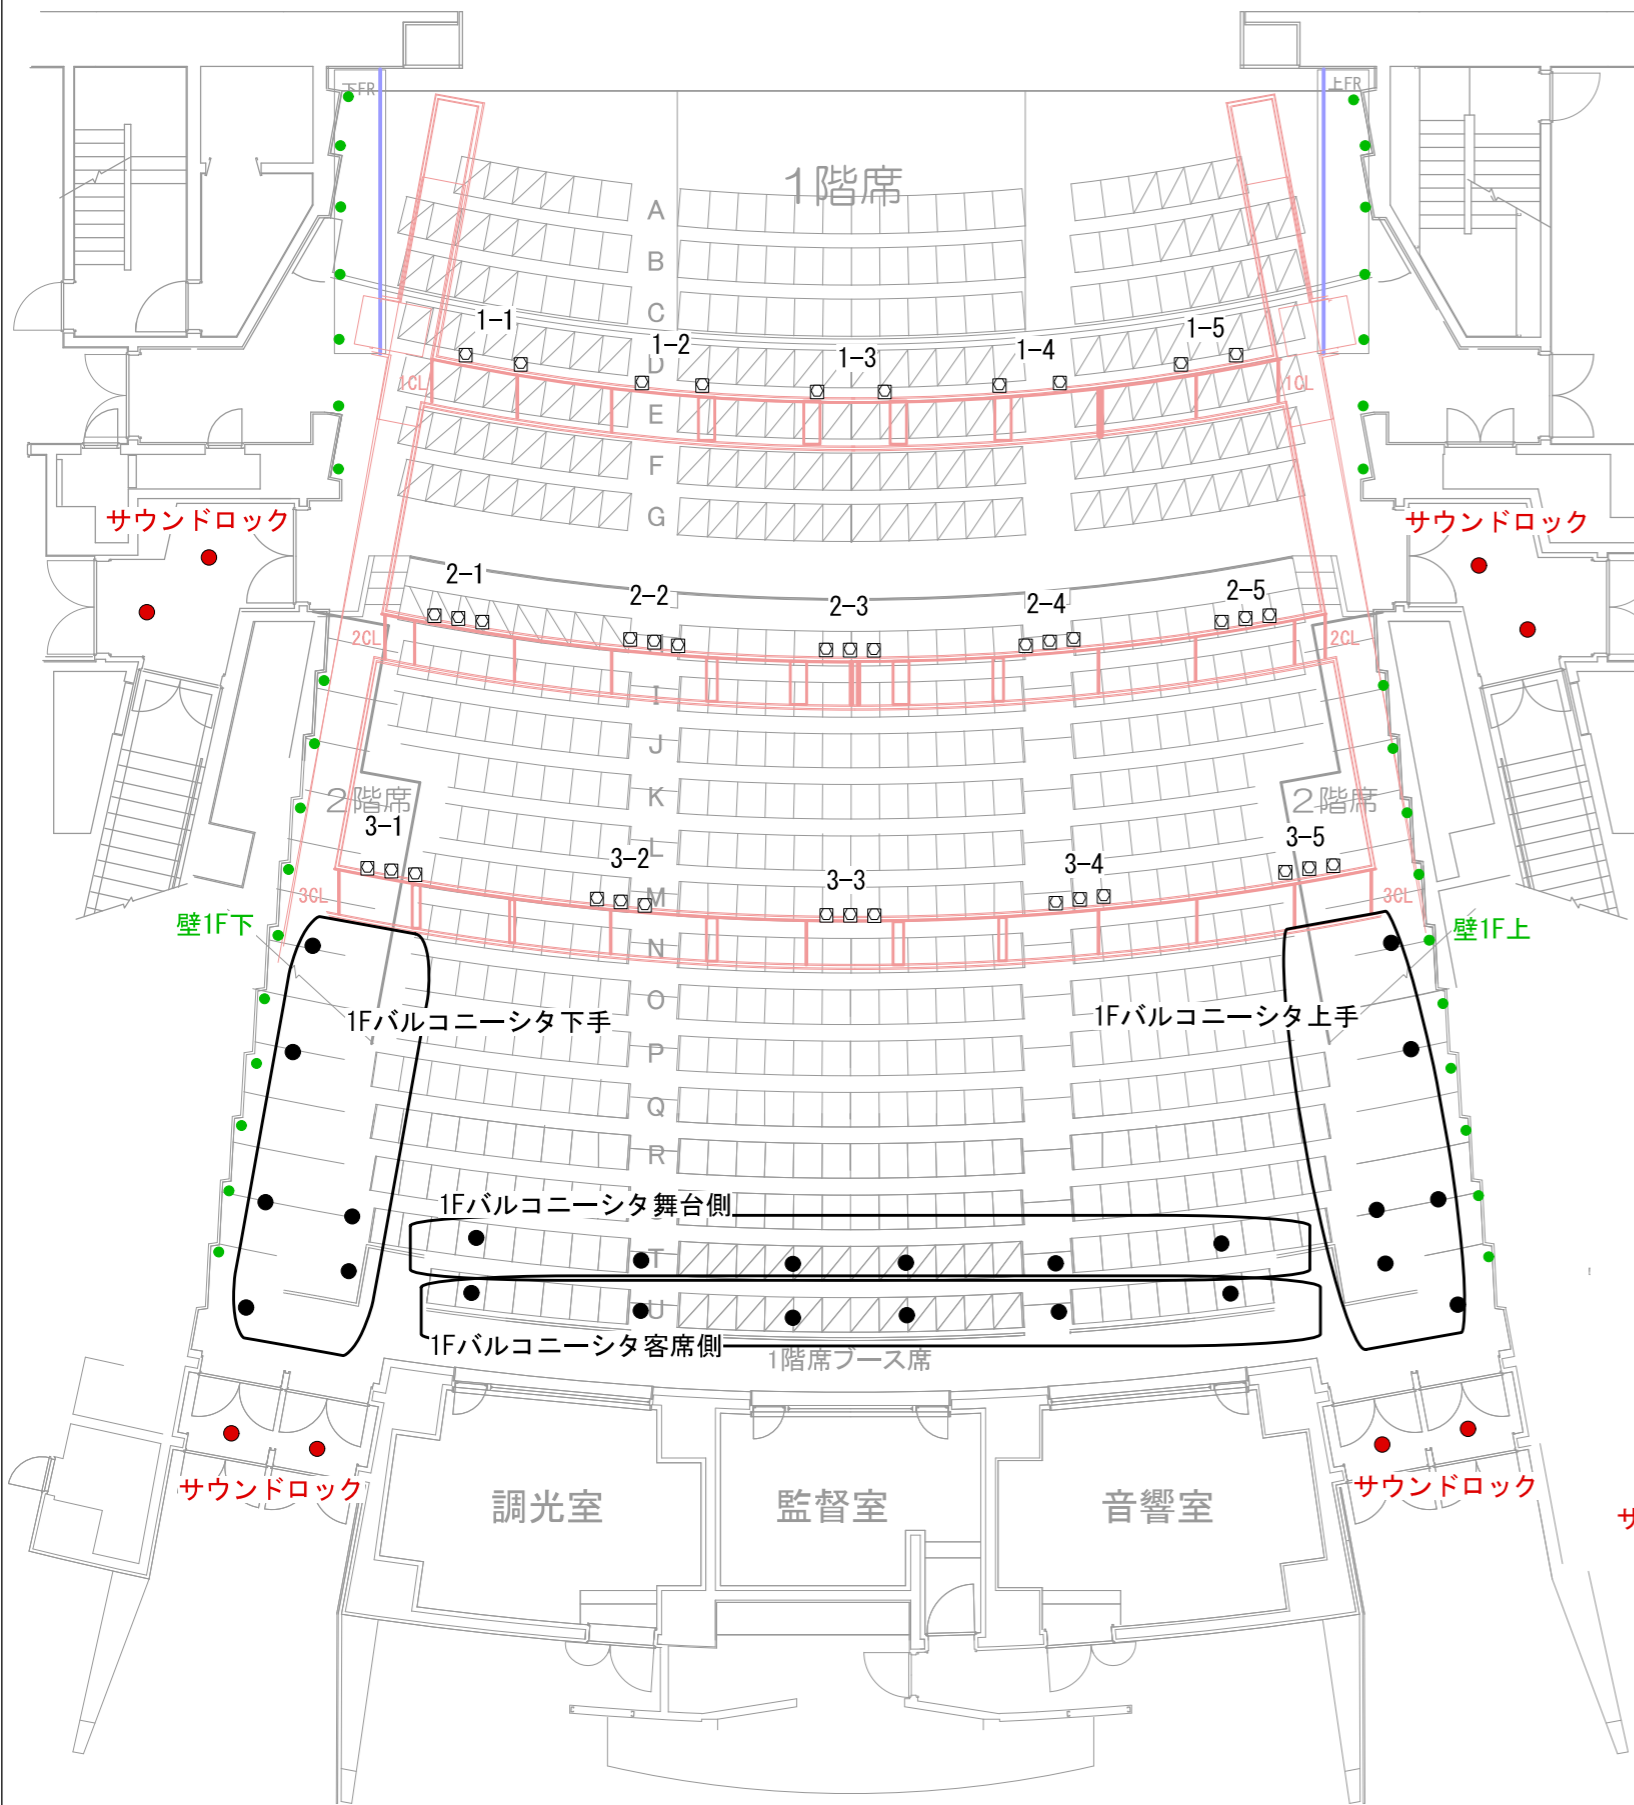 下FR
上FR
1階席
A
B
C
1-1
1-2
1-3
1-4
1-5
D
1CL
1CL
E
F
G
サウンドロック
サウンドロック
2-1
2-2
2-3
2-4
2-5
2CL
2CL
I
J
K
2階席
2階席
3-1
3-2
L
3-3
3-4
3-5
M
3CL
3CL
壁1F下
壁1F上
N
O
1Fバルコニーシタ下手
1Fバルコニーシタ上手
P
Q
R
1Fバルコニーシタ舞台側
T
U
1Fバルコニーシタ客席側
1階席ブース席
サウンドロック
サウンドロック
調光室
監督室
音響室
サ